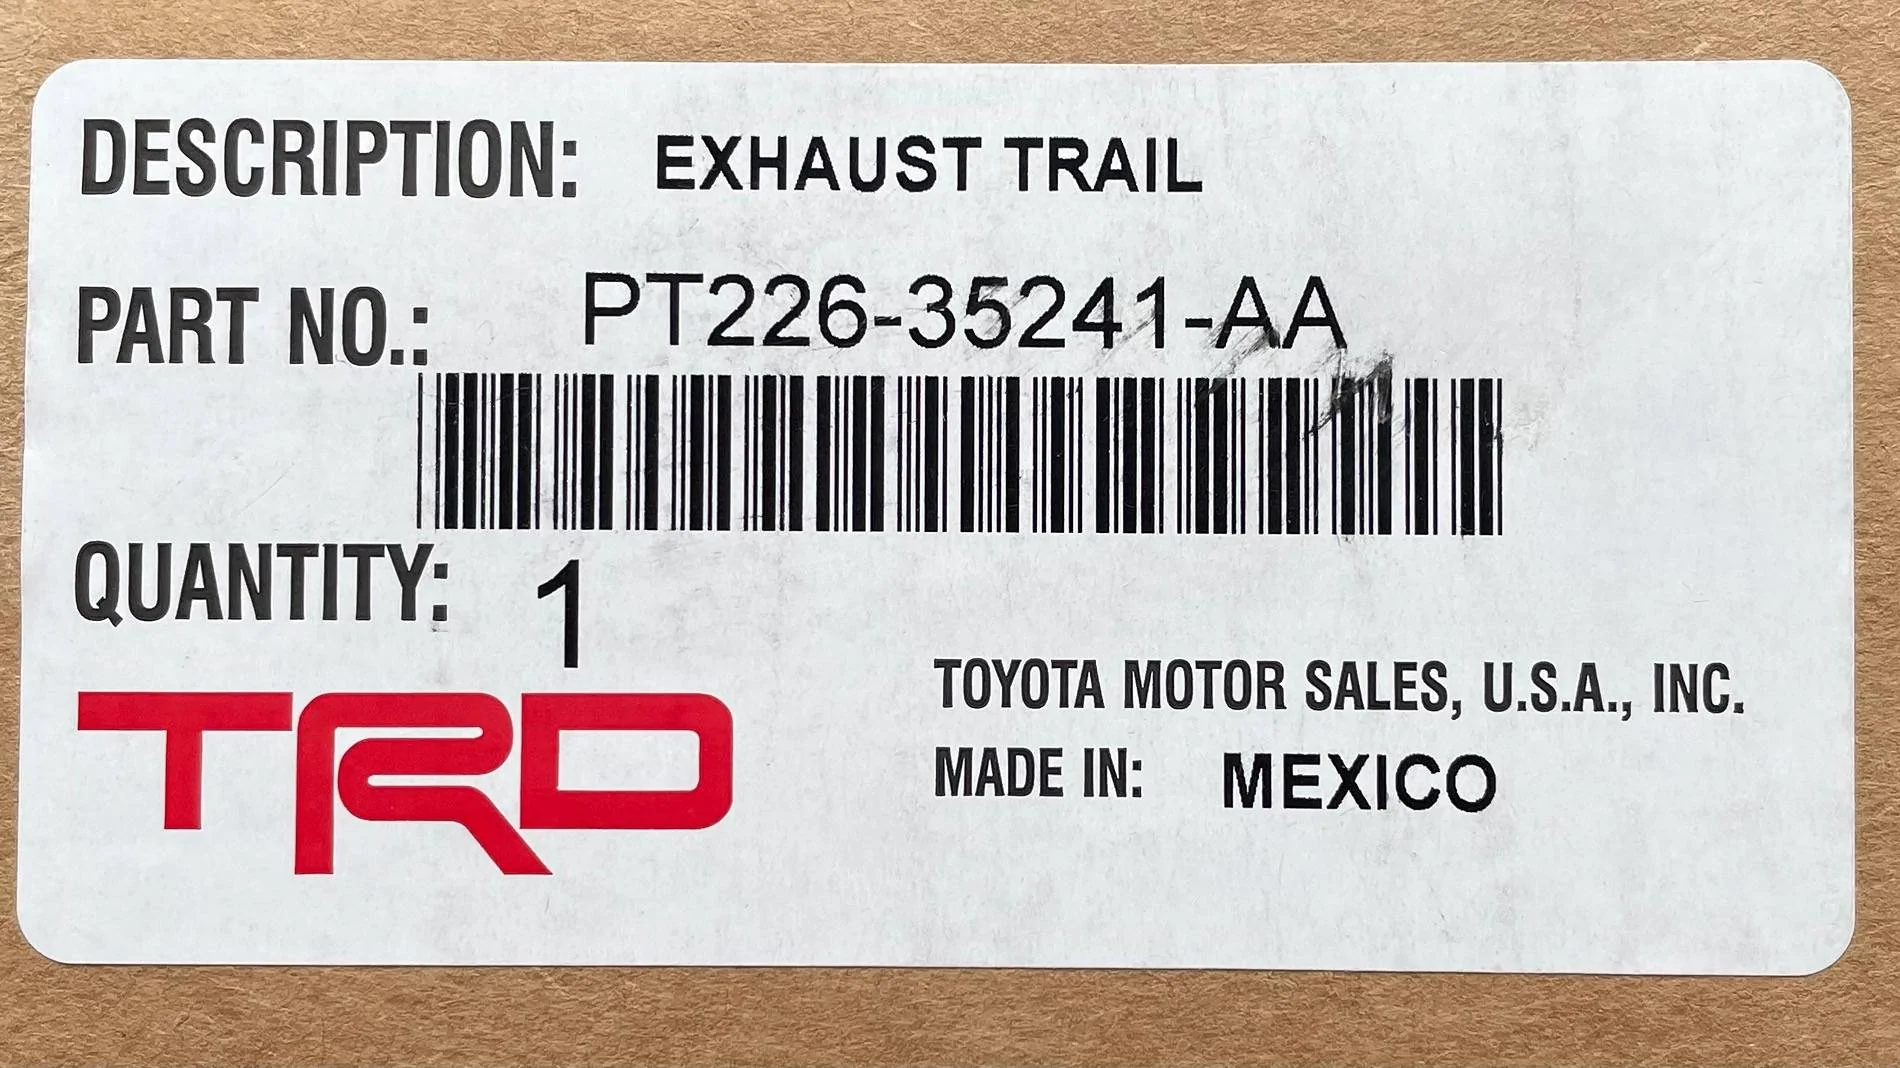 DESCRIPTION: EXHAUST TRAIL
PART NO.: PT226-35241-AA
QUANTITY: 1
TRD
TOYOTA MOTOR SALES, U.S.A., INC.
MADE IN: MEXICO